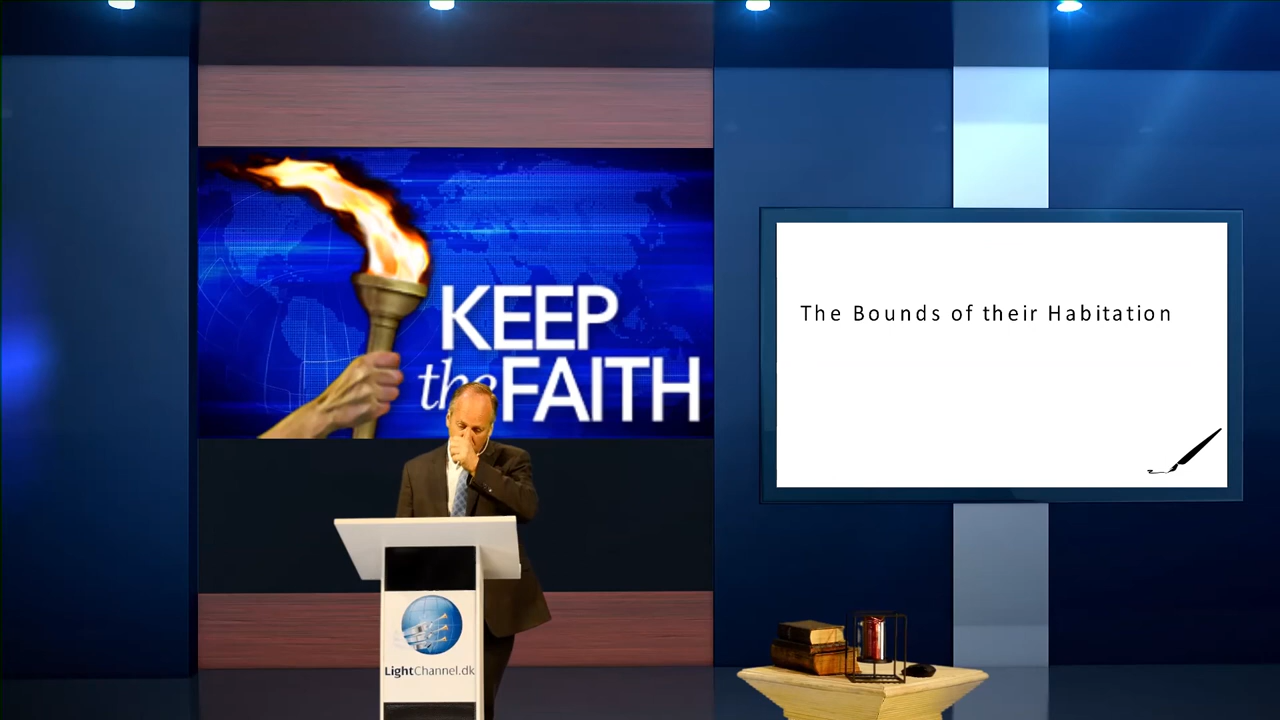 KEEP
the FAITH
The Bounds of their Habitation
LightChannel.dk